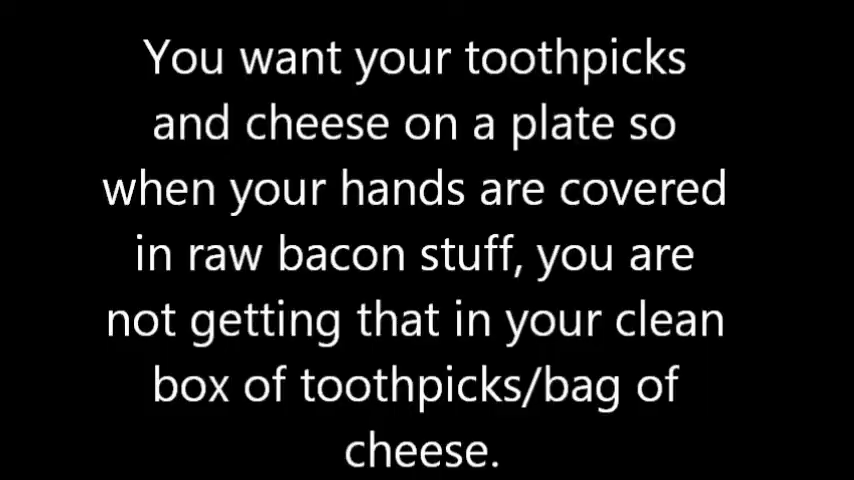 You want your toothpicks
and cheese on a plate so
when your hands are covered
in raw bacon stuff, you are
not getting that in your clean
box of toothpicks/bag of
cheese.